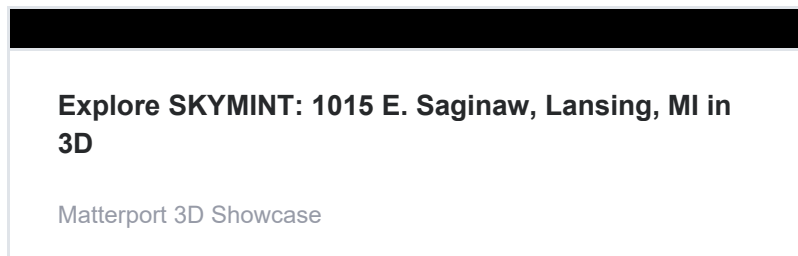 Explore SKYMINT: 1015 E. Saginaw, Lansing, MI in
3D
Matterport 3D Showcase